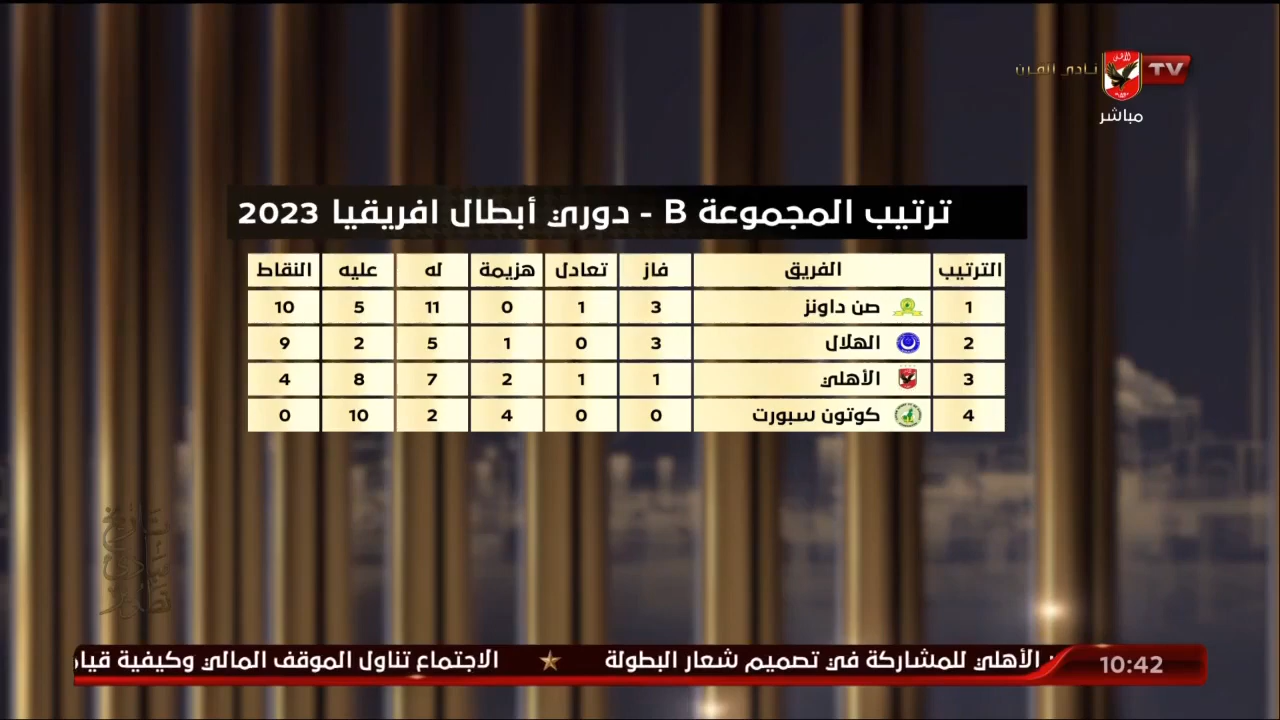 نادي القرن TV
مباشر
ترتيب المجموعة B - دوري أبطال افريقيا 2023
الترتيب الفريق فاز تعادل هزيمة له عليه النقاط
1 صن داونز 3 1 0 11 5 10
2 الهلال 3 0 1 5 2 9
3 الأهلي 1 1 2 7 8 4
4 كوتون سبورت 0 0 4 2 10 0
10:42 الأهلي للمشاركة في تصميم شعار البطولة ★ الاجتماع تناول الموقف المالي وكيفية